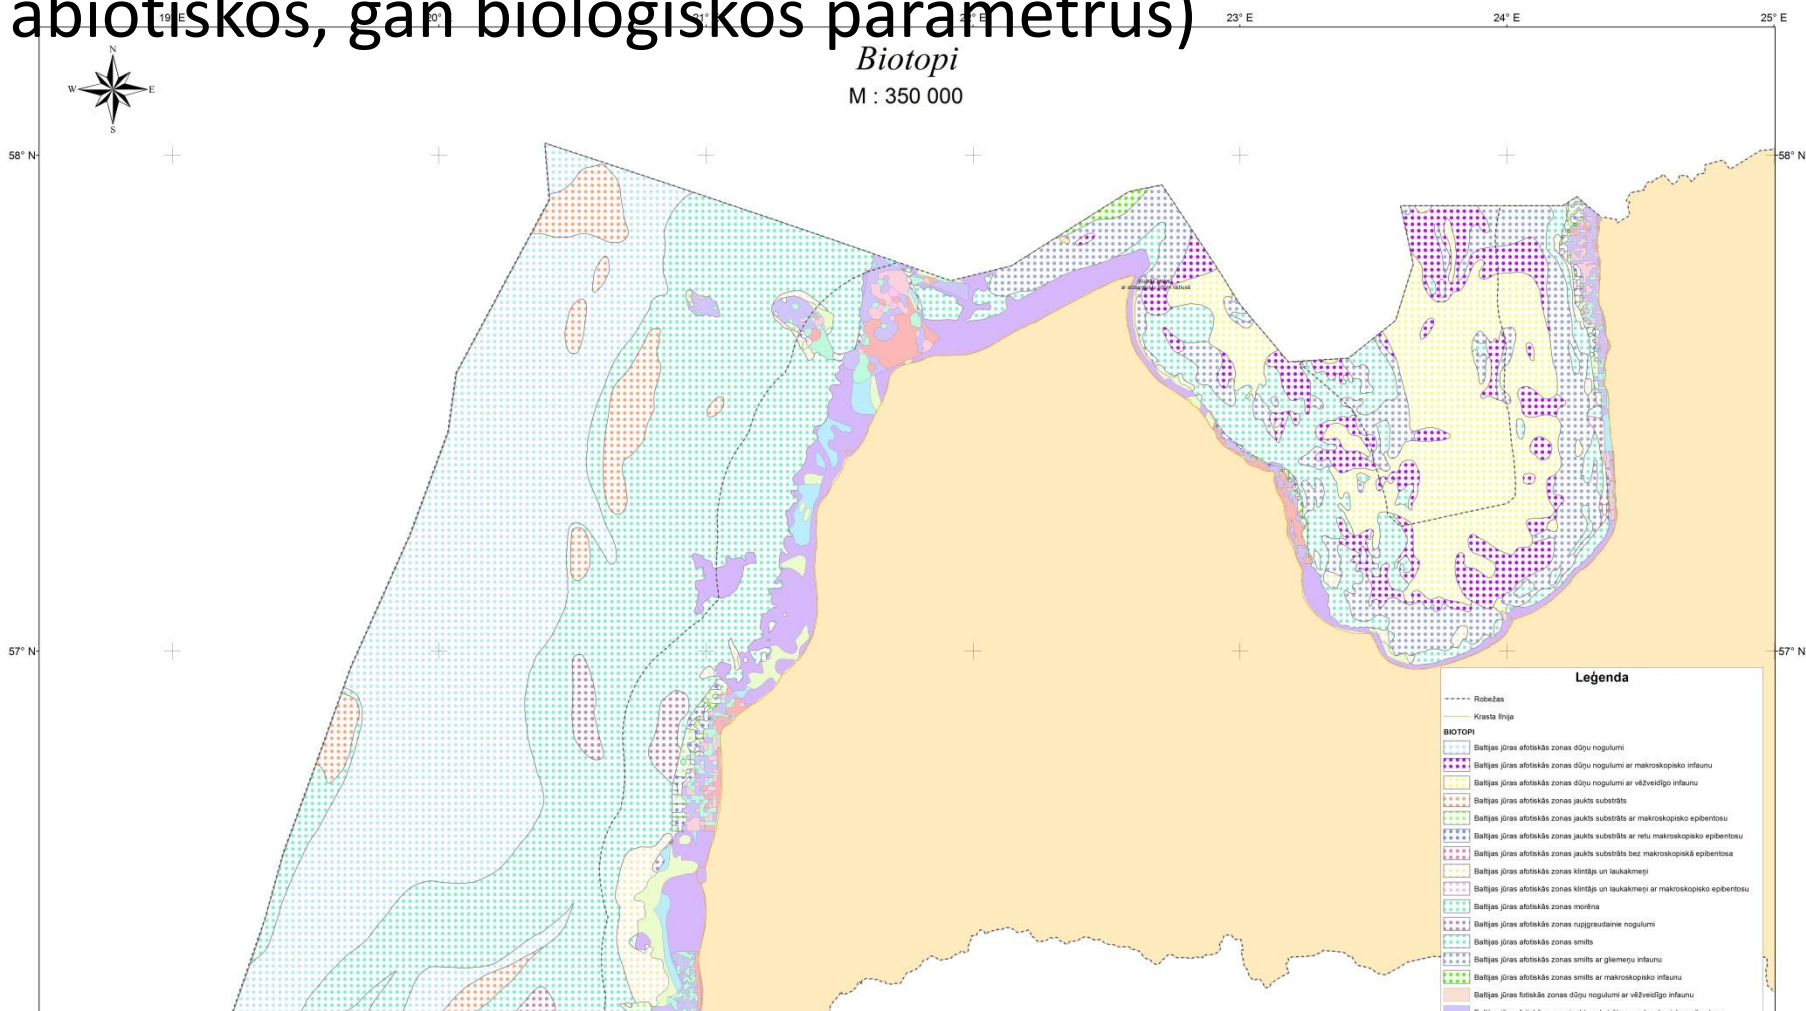 abiotiskos, gan bioloģiskos parametrus)
19° E 20° 21° 22° E 23° E 24° E 25° E
Biotopi
M : 350 000
N
W E
S
58° N 58° N
57° N 57° N
Leģenda
Robežas
Krasta līnija
BIOTOPI
Baltijas jūras afotiskās zonas dūņu nogulumi
Baltijas jūras afotiskās zonas dūņu nogulumi ar makroskopisko infaunu
Baltijas jūras afotiskās zonas dūņu nogulumi ar vēžveidīgo infaunu
Baltijas jūras afotiskās zonas jaukts substrāts
Baltijas jūras afotiskās zonas jaukts substrāts ar makroskopisko epibentosu
Baltijas jūras afotiskās zonas jaukts substrāts ar retu makroskopisko epibentosu
Baltijas jūras afotiskās zonas jaukts substrāts bez makroskopiskā epibentosa
Baltijas jūras afotiskās zonas klintājs un laukakmeņi
Baltijas jūras afotiskās zonas klintājs un laukakmeņi ar makroskopisko epibentosu
Baltijas jūras afotiskās zonas morēna
Baltijas jūras afotiskās zonas rupjgraudainie nogulumi
Baltijas jūras afotiskās zonas smilts
Baltijas jūras afotiskās zonas smilts ar gliemeņu infaunu
Baltijas jūras afotiskās zonas smilts ar makroskopisko infaunu
Baltijas jūras fotiskās zonas dūņu nogulumi ar vēžveidīgo infaunu